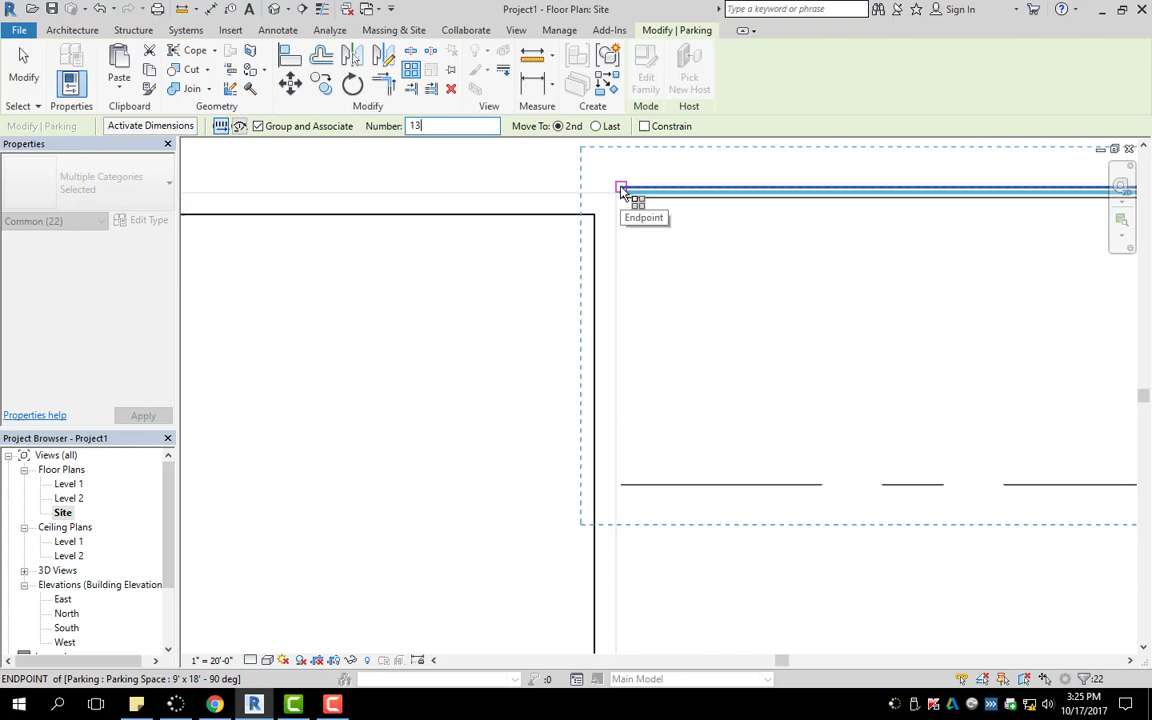 Project1 - Floor Plan: Site
Type a keyword or phrase
Sign In
File
Architecture
Structure
Systems
Insert
Annotate
Analyze
Massing & Site
Collaborate
View
Manage
Add-Ins
Modify | Parking
Modify
Properties
Paste
Cope
Cut
Join
Edit
Family
Pick
New Host
Select
Properties
Clipboard
Geometry
Modify
View
Measure
Create
Mode
Host
Modify | Parking
Activate Dimensions
Group and Associate
Number:
13
Move To:
2nd
Last
Constrain
Properties
Multiple Categories
Selected
Common (22)
Edit Type
Endpoint
2D
Properties help
Apply
Project Browser - Project1
Views (all)
Floor Plans
Level 1
Level 2
Site
Ceiling Plans
Level 1
Level 2
3D Views
Elevations (Building Elevation
East
North
South
West
1" = 20'-0"
ENDPOINT of [Parking : Parking Space : 9' x 18' - 90 deg]
:0
Main Model
:22
3:25 PM
10/17/2017